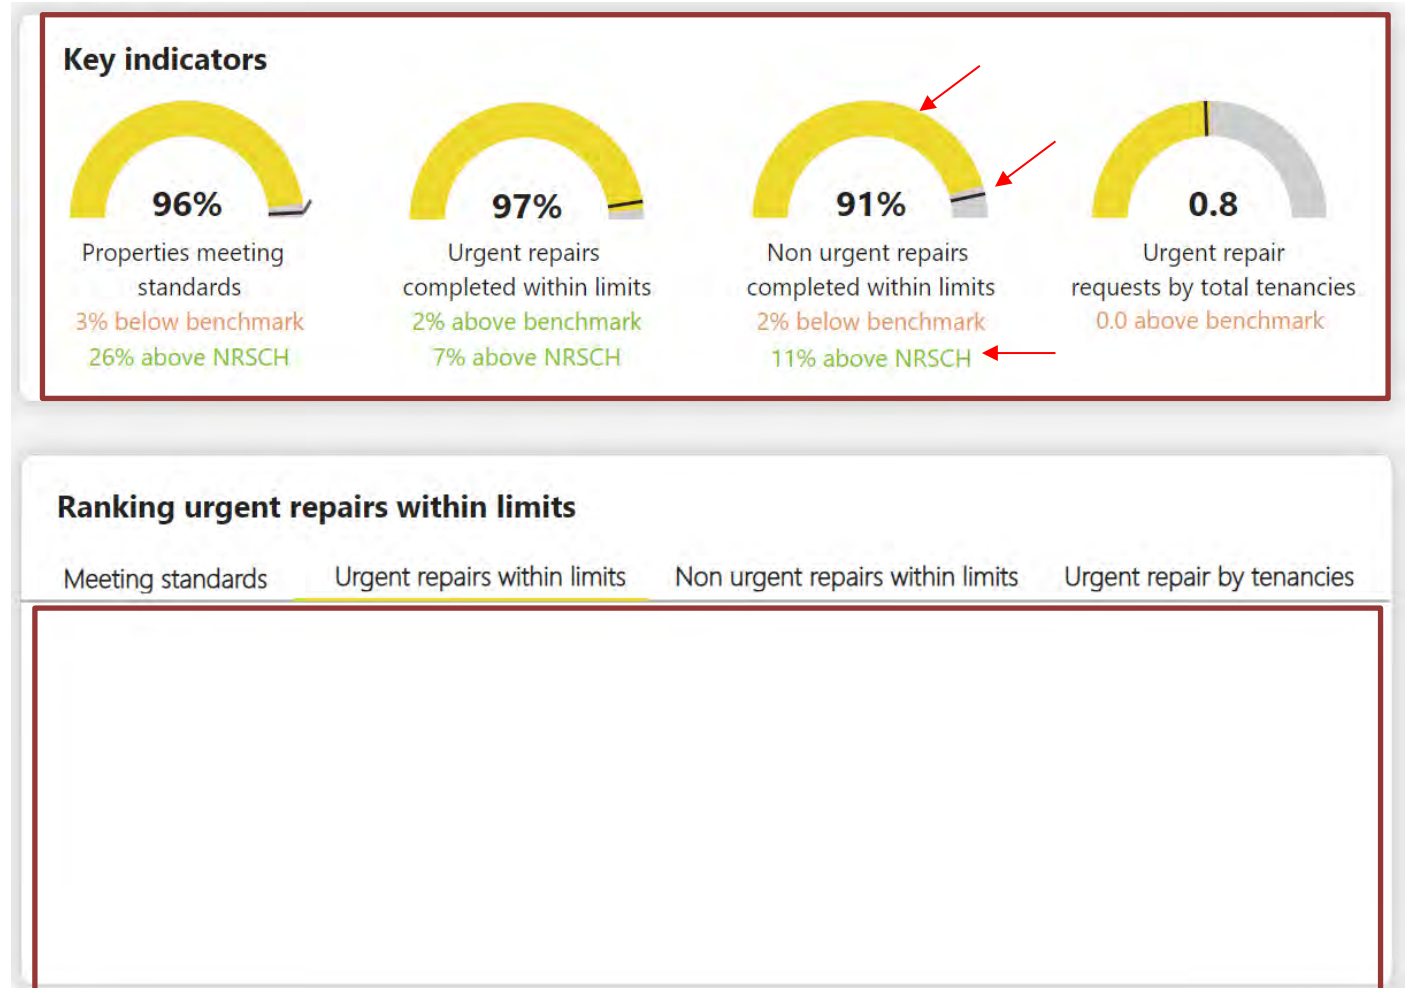 Key indicators
96%
97%
91%
0.8
Properties meeting
standards
3% below benchmark
26% above NRSCH
Urgent repairs
completed within limits
2% above benchmark
7% above NRSCH
Non urgent repairs
completed within limits
2% below benchmark
11% above NRSCH
Urgent repair
requests by total tenancies
0.0 above benchmark
Ranking urgent repairs within limits
Meeting standards
Urgent repairs within limits
Non urgent repairs within limits
Urgent repair by tenancies